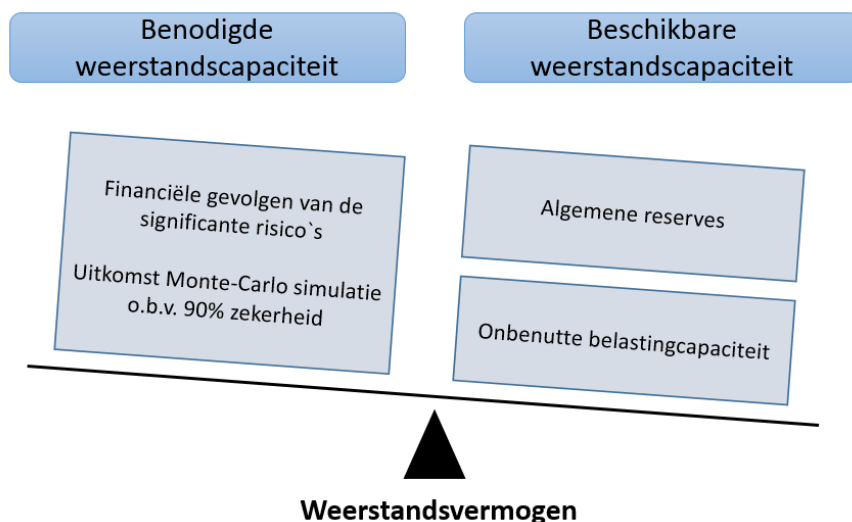 Benodigde
weerstandscapaciteit
Beschikbare
weerstandscapaciteit
Financiële gevolgen van de
significante risico`s
Uitkomst Monte-Carlo simulatie
o.b.v. 90% zekerheid
Algemene reserves
Onbenutte belastingcapaciteit
Weerstandsvermogen